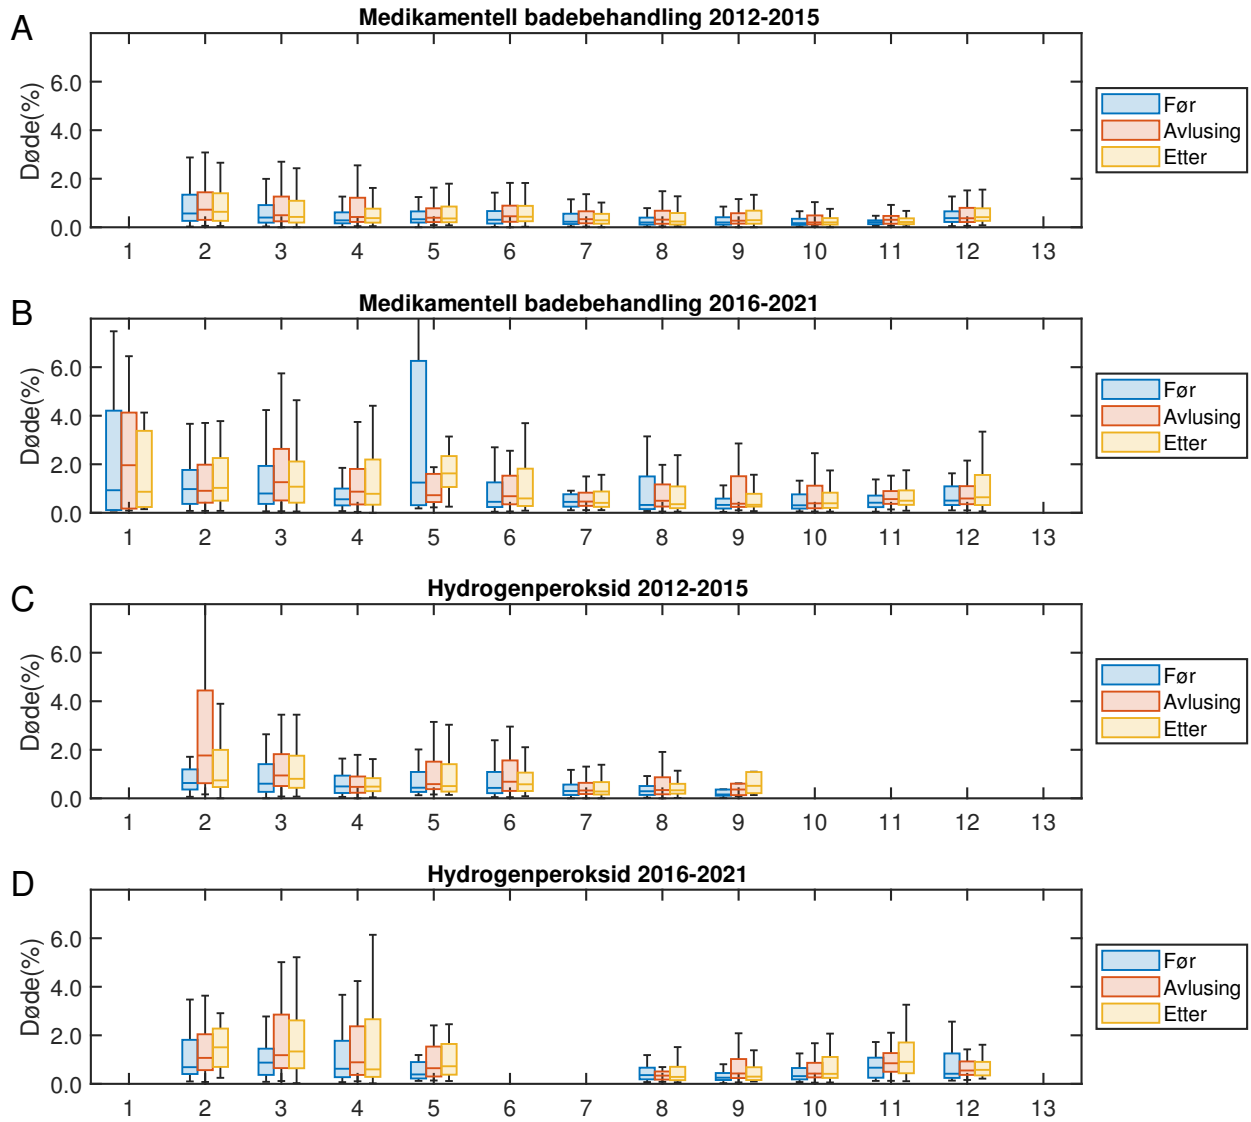 A
Medikamentell badebehandling 2012-2015
Døde(%)
6.0
4.0
2.0
0.0
1 2 3 4 5 6 7 8 9 10 11 12 13
Før
Avlusing
Etter
B
Medikamentell badebehandling 2016-2021
Døde(%)
6.0
4.0
2.0
0.0
1 2 3 4 5 6 7 8 9 10 11 12 13
Før
Avlusing
Etter
C
Hydrogenperoksid 2012-2015
Døde(%)
6.0
4.0
2.0
0.0
1 2 3 4 5 6 7 8 9 10 11 12 13
Før
Avlusing
Etter
D
Hydrogenperoksid 2016-2021
Døde(%)
6.0
4.0
2.0
0.0
1 2 3 4 5 6 7 8 9 10 11 12 13
Før
Avlusing
Etter